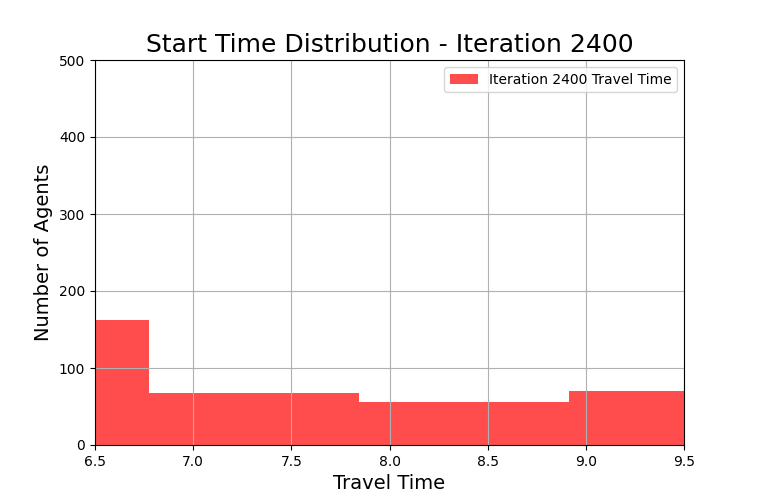 Start Time Distribution - Iteration 2400
Iteration 2400 Travel Time
Number of Agents
500
400
300
200
100
0
6.5 7.0 7.5 8.0 8.5 9.0 9.5
Travel Time